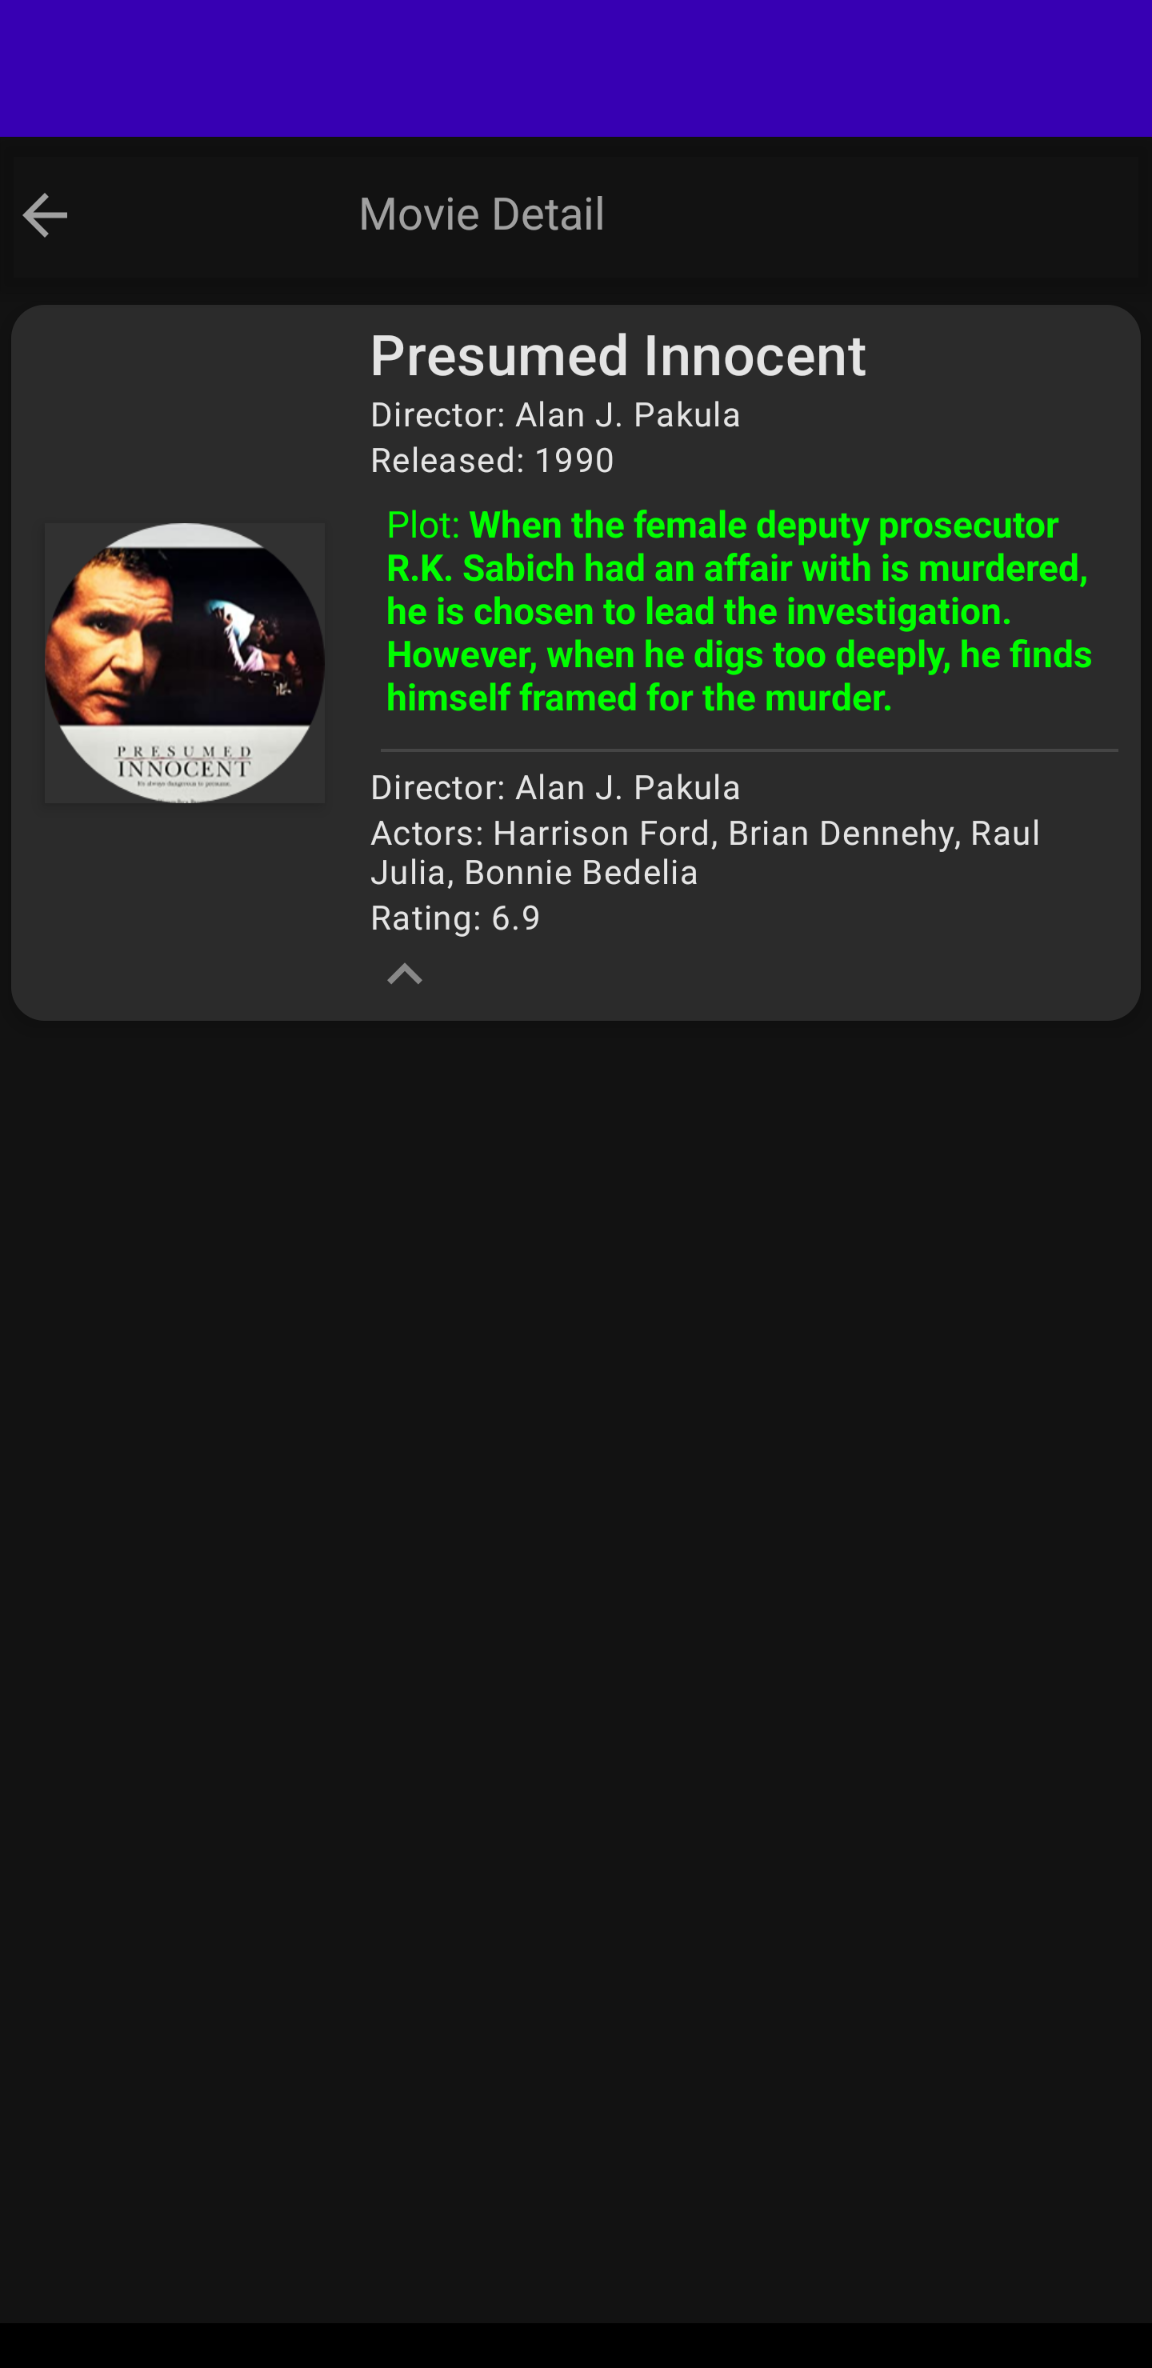 Movie Detail
Presumed Innocent
Director: Alan J. Pakula
Released: 1990
Plot: When the female deputy prosecutor
R.K. Sabich had an affair with is murdered,
he is chosen to lead the investigation.
However, when he digs too deeply, he finds
himself framed for the murder.
PRESUMED
INNOCENT
Director: Alan J. Pakula
Actors: Harrison Ford, Brian Dennehy, Raul
Julia, Bonnie Bedelia
Rating: 6.9